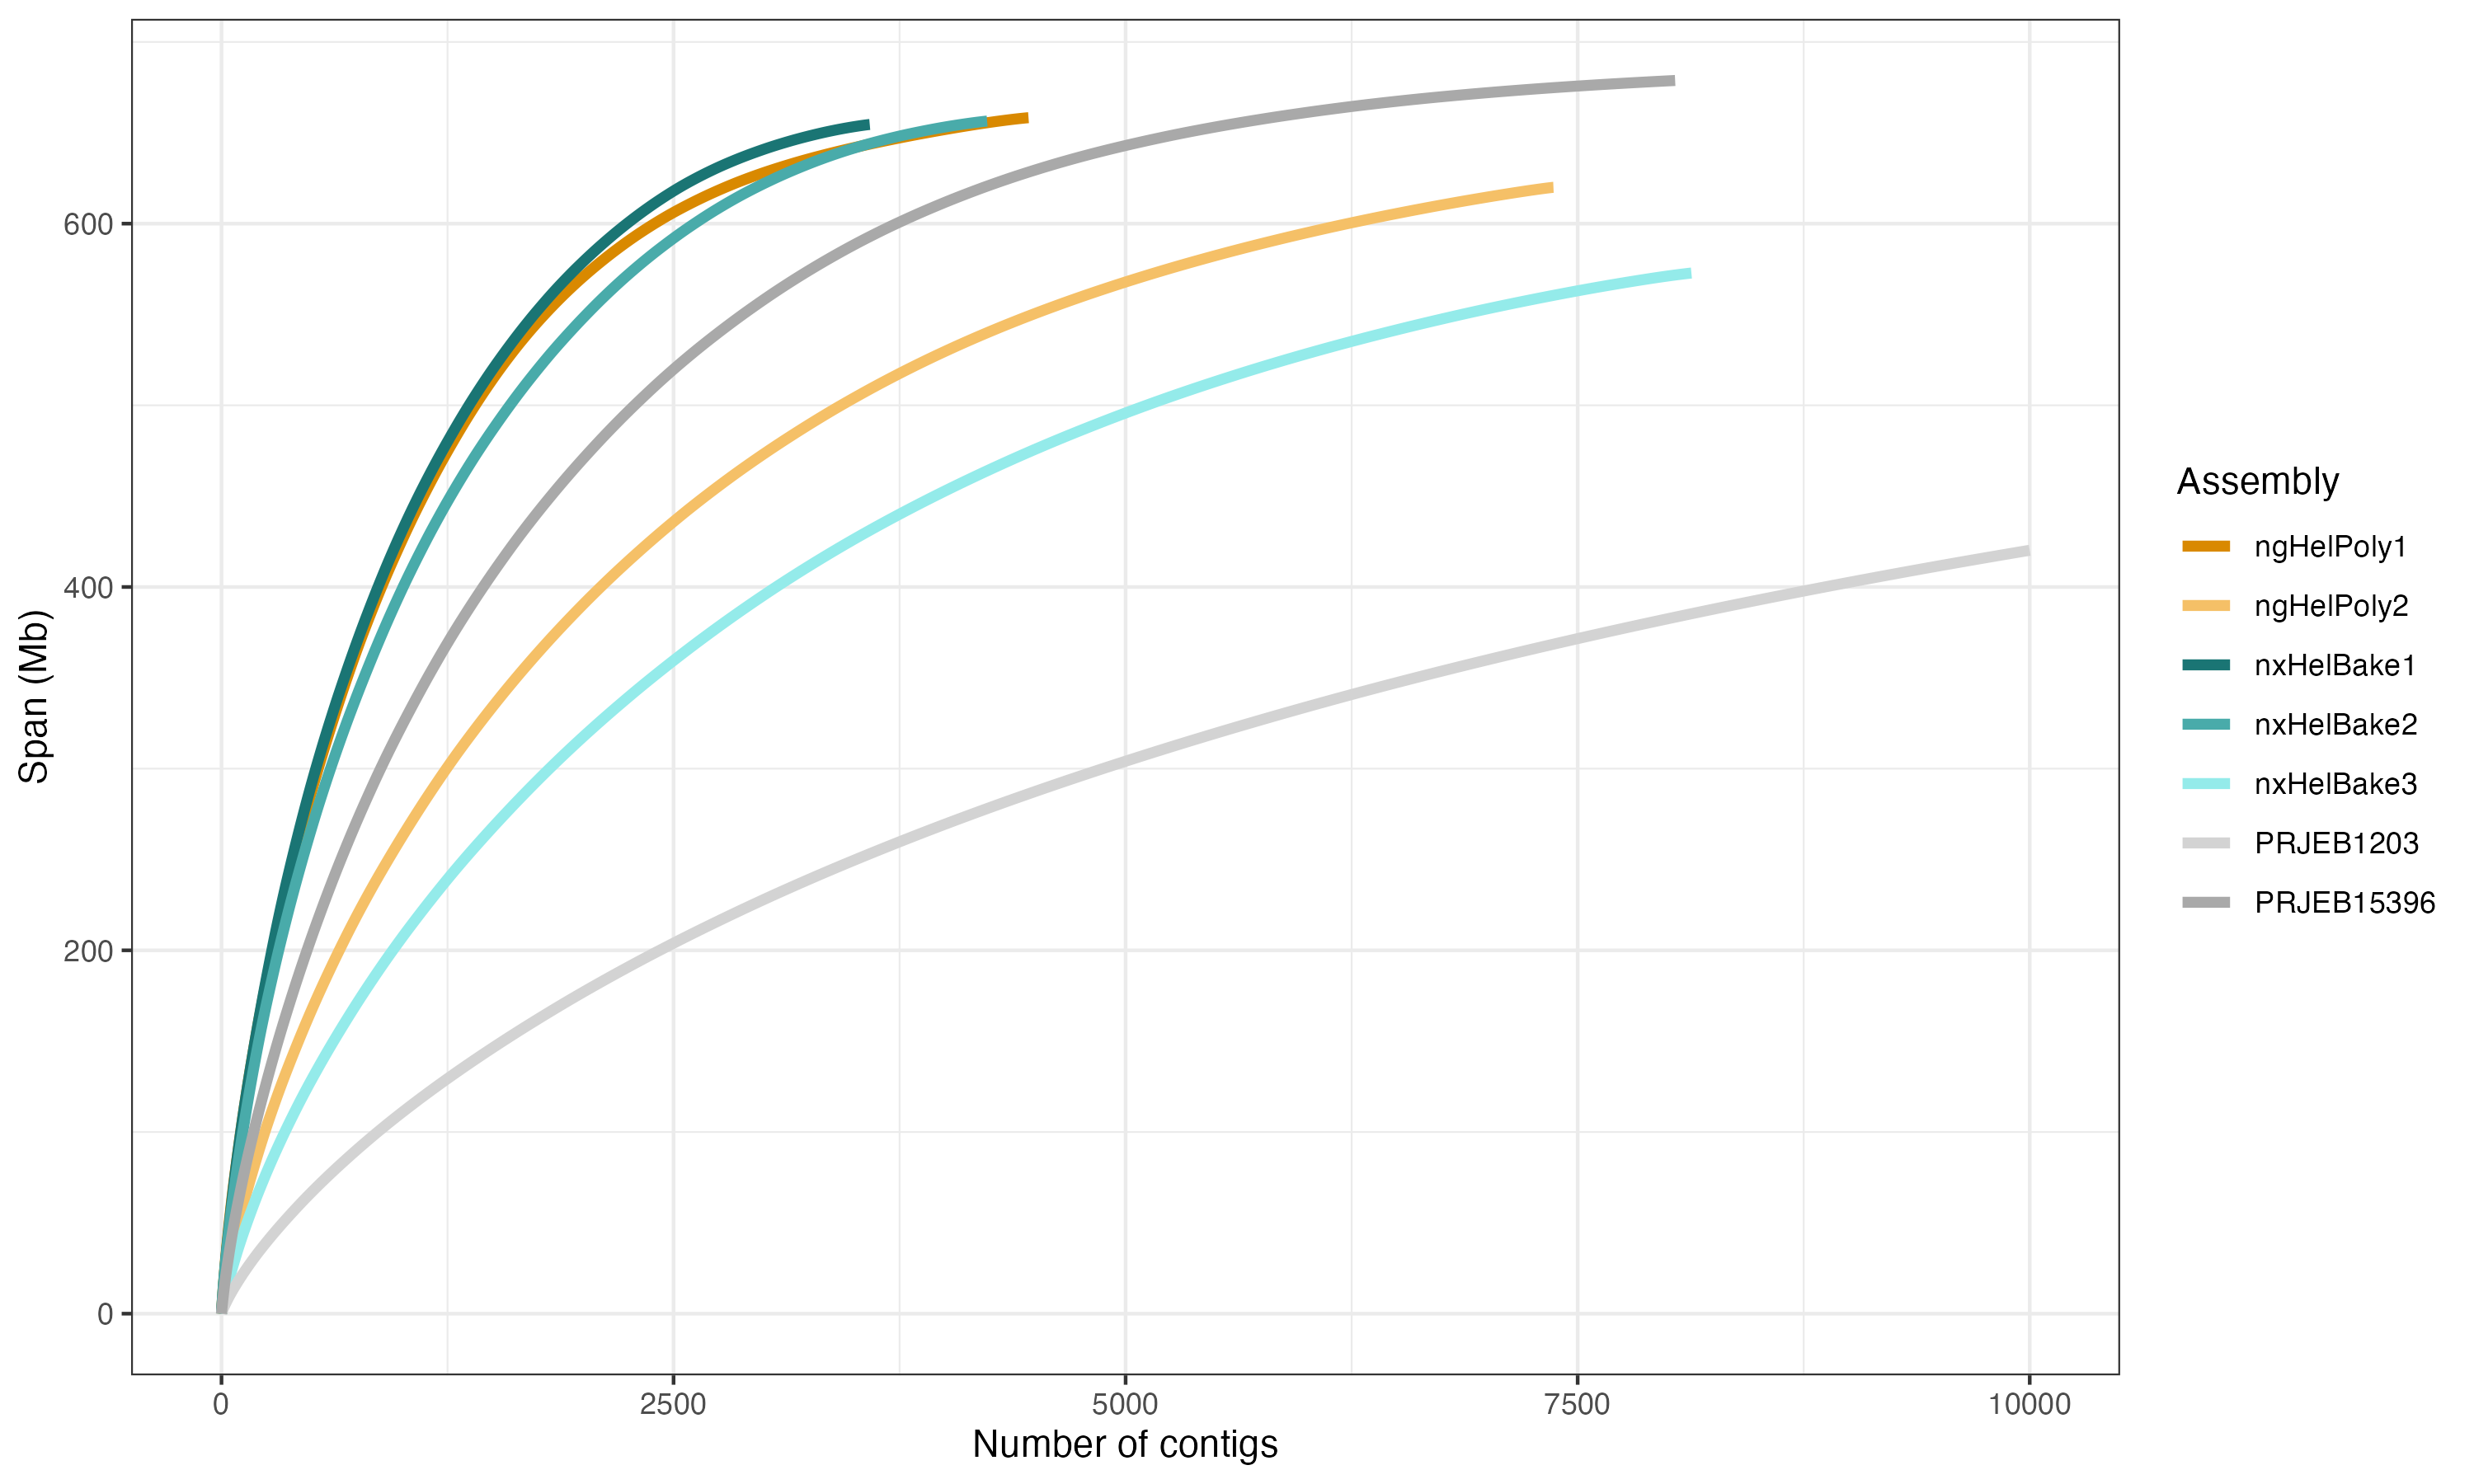 Span (Mb)
600
400
200
0
0 2500 5000 7500 10000
Number of contigs
Assembly
ngHelPoly1
ngHelPoly2
nxHelBake1
nxHelBake2
nxHelBake3
PRJEB1203
PRJEB15396